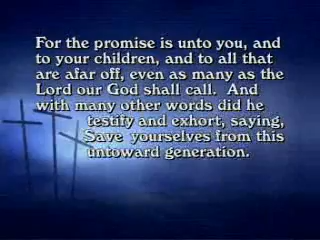 For the promise is unto you, and
to your children, and to all that
are afar off, even as many as the
Lord our God shall call. And
with many other words did he
testify and exhort, saying,
Save yourselves from this
untoward generation.